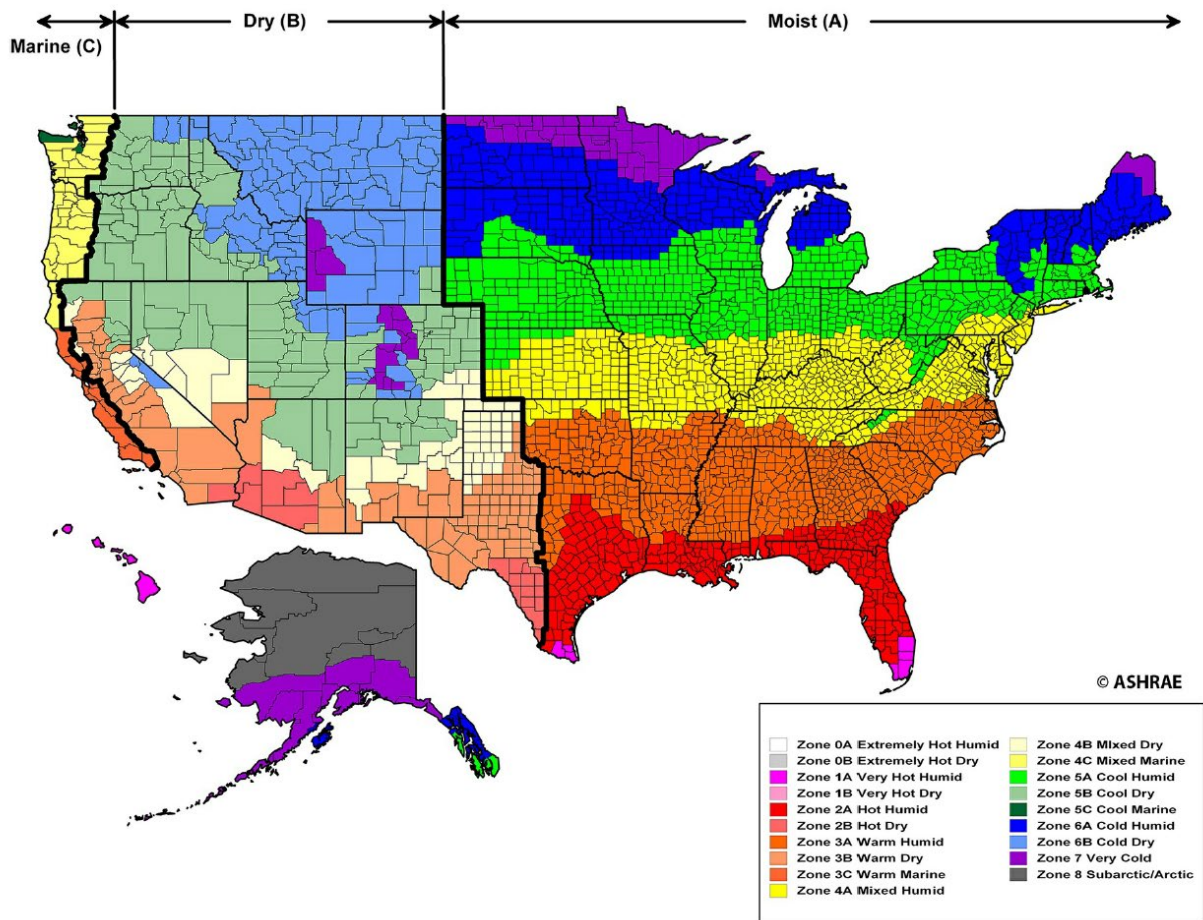 Marine (C)
Dry (B)
Moist (A)
© ASHRAE
Zone 0A Extremely Hot Humid
Zone 0B Extremely Hot Dry
Zone 1A Very Hot Humid
Zone 1B Very Hot Dry
Zone 2A Hot Humid
Zone 2B Hot Dry
Zone 3A Warm Humid
Zone 3B Warm Dry
Zone 3C Warm Marine
Zone 4A Mixed Humid
Zone 4B MIxed Dry
Zone 4C Mixed Marine
Zone 5A Cool Humid
Zone 5B Cool Dry
Zone 5C Cool Marine
Zone 6A Cold Humid
Zone 6B Cold Dry
Zone 7 Very Cold
Zone 8 Subarctic/Arctic